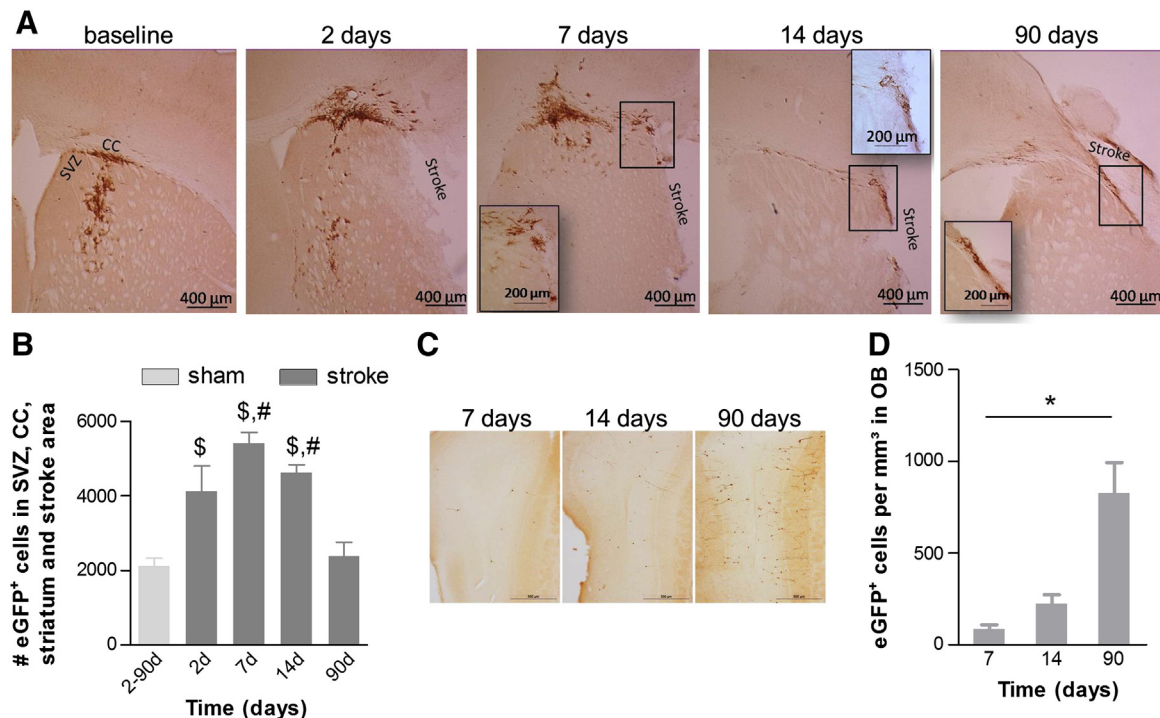 A
baseline
2 days
7 days
14 days
90 days
SVZ
CC
400 µm
Stroke
400 µm
200 µm
Stroke
400 µm
200 µm
Stroke
400 µm
Stroke
200 µm
400 µm
B
sham
stroke
# eGFP⁺ cells in SVZ, CC,
striatum and stroke area
6000
4000
2000
0
$
$,#
$,#
2-90d
2d
7d
14d
90d
Time (days)
C
7 days
14 days
90 days
D
eGFP⁺ cells per mm³ in OB
1500
1000
500
0
*
7
14
90
Time (days)